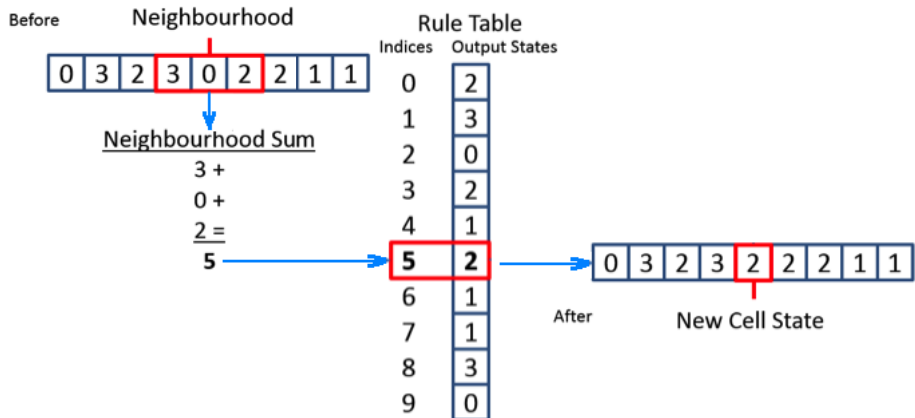 Before
Neighbourhood
0 3 2 3 0 2 2 1 1
Neighbourhood Sum
3 +
0 +
2 =
5
Rule Table
Indices Output States
0 2
1 3
2 0
3 2
4 1
5 2
6 1
7 1
8 3
9 0
0 3 2 3 2 2 2 1 1
After
New Cell State